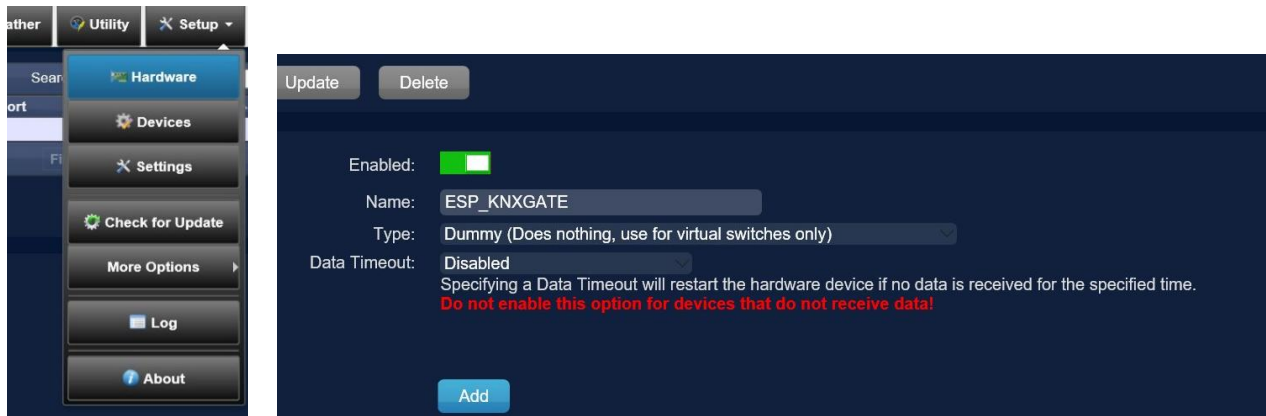 ather Utility Setup
Sear
Hardware
ort
Devices
Fi
Settings
Check for Update
More Options
Log
About
Update Delete
Enabled:
Name: ESP_KNXGATE
Type: Dummy (Does nothing, use for virtual switches only)
Data Timeout: Disabled
Specifying a Data Timeout will restart the hardware device if no data is received for the specified time.
Do not enable this option for devices that do not receive data!
Add